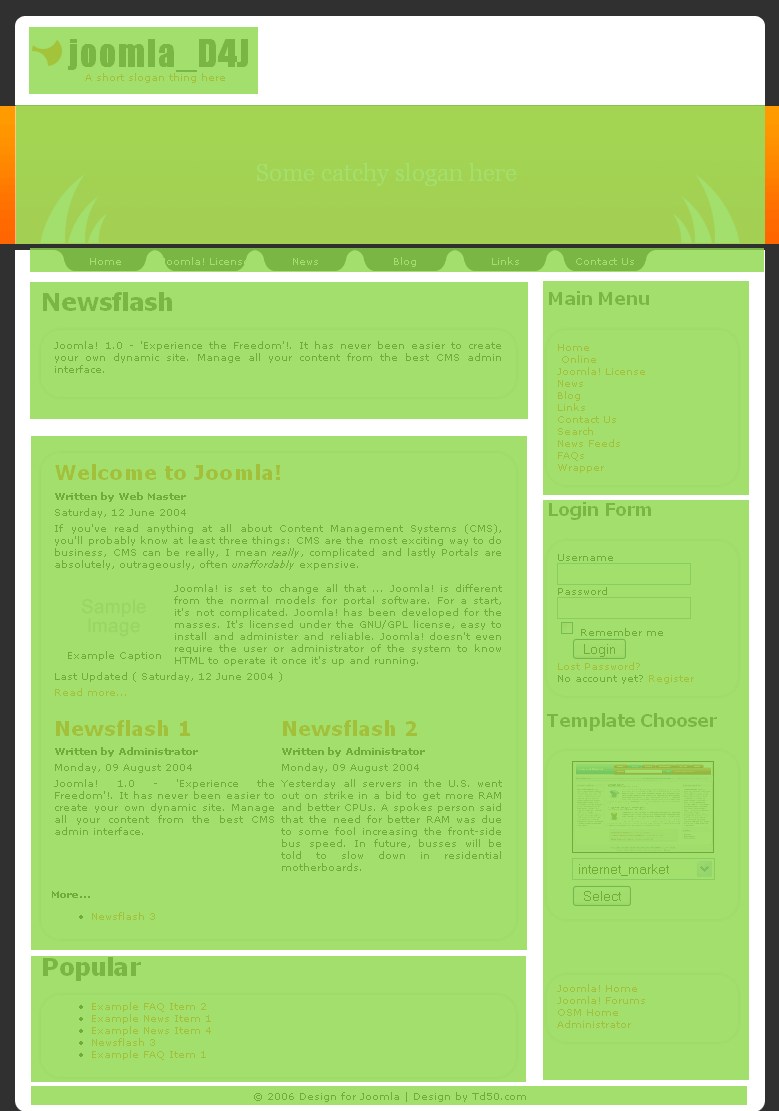 joomla_D4J
A short slogan thing here
Some catchy slogan here
Home
Joomla! License
News
Blog
Links
Contact Us
Newsflash
Joomla! 1.0 - 'Experience the Freedom'!. It has never been easier to create
your own dynamic site. Manage all your content from the best CMS admin
interface.
Welcome to Joomla!
Written by Web Master
Saturday, 12 June 2004
If you've read anything at all about Content Management Systems (CMS),
you'll probably know at least three things: CMS are the most exciting way to do
business, CMS can be really, I mean really, complicated and lastly Portals are
absolutely, outrageously, often unaffordably expensive.
Sample
Image
Example Caption
Joomla! is set to change all that ... Joomla! is different
from the normal models for portal software. For a start,
it's not complicated. Joomla! has been developed for the
masses. It's licensed under the GNU/GPL license, easy to
install and administer and reliable. Joomla! doesn't even
require the user or administrator of the system to know
HTML to operate it once it's up and running.
Last Updated ( Saturday, 12 June 2004 )
Read more...
Newsflash 1
Written by Administrator
Monday, 09 August 2004
Joomla! 1.0 - 'Experience the
Freedom'!. It has never been easier to
create your own dynamic site. Manage
all your content from the best CMS
admin interface.
Newsflash 2
Written by Administrator
Monday, 09 August 2004
Yesterday all servers in the U.S. went
out on strike in a bid to get more RAM
and better CPUs. A spokes person said
that the need for better RAM was due
to some fool increasing the front-side
bus speed. In future, busses will be
told to slow down in residential
motherboards.
More...
Newsflash 3
Popular
Example FAQ Item 2
Example News Item 1
Example News Item 4
Newsflash 3
Example FAQ Item 1
Main Menu
Home
Online
Joomla! License
News
Blog
Links
Contact Us
Search
News Feeds
FAQs
Wrapper
Login Form
Username
Password
Remember me
Login
Lost Password?
No account yet? Register
Template Chooser
internet_market
Select
Joomla! Home
Joomla! Forums
OSM Home
Administrator
© 2006 Design for Joomla | Design by Td50.com